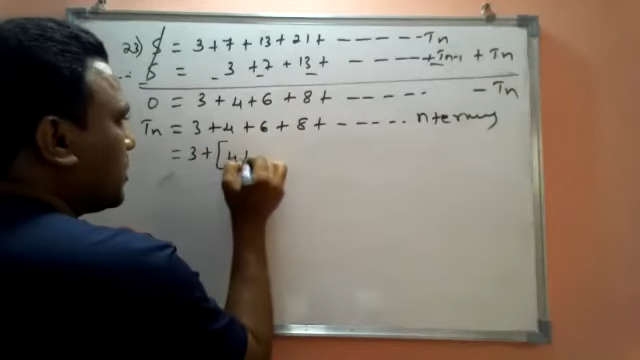 23) S = 3+7+13+21+ - - - - - - Tn
∴ S = 3 +7 +13+ - - - - - +Tn-1 + Tn
0 = 3+4+6+8+ - - - - .. - Tn
Tn = 3+4+6+8+ - - - .... n terms
= 3+[4+